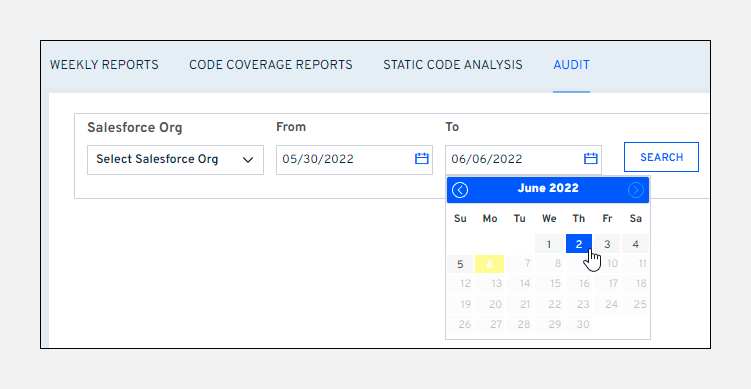 WEEKLY REPORTS CODE COVERAGE REPORTS STATIC CODE ANALYSIS AUDIT
Salesforce Org From To
Select Salesforce Org 05/30/2022 06/06/2022 SEARCH
June 2022
Su Mo Tu We Th Fr Sa
1 2 3 4
5 6 7 8 10 11
12 13 14 15 16 17 18
19 20 21 22 23 24 25
26 27 28 29 30